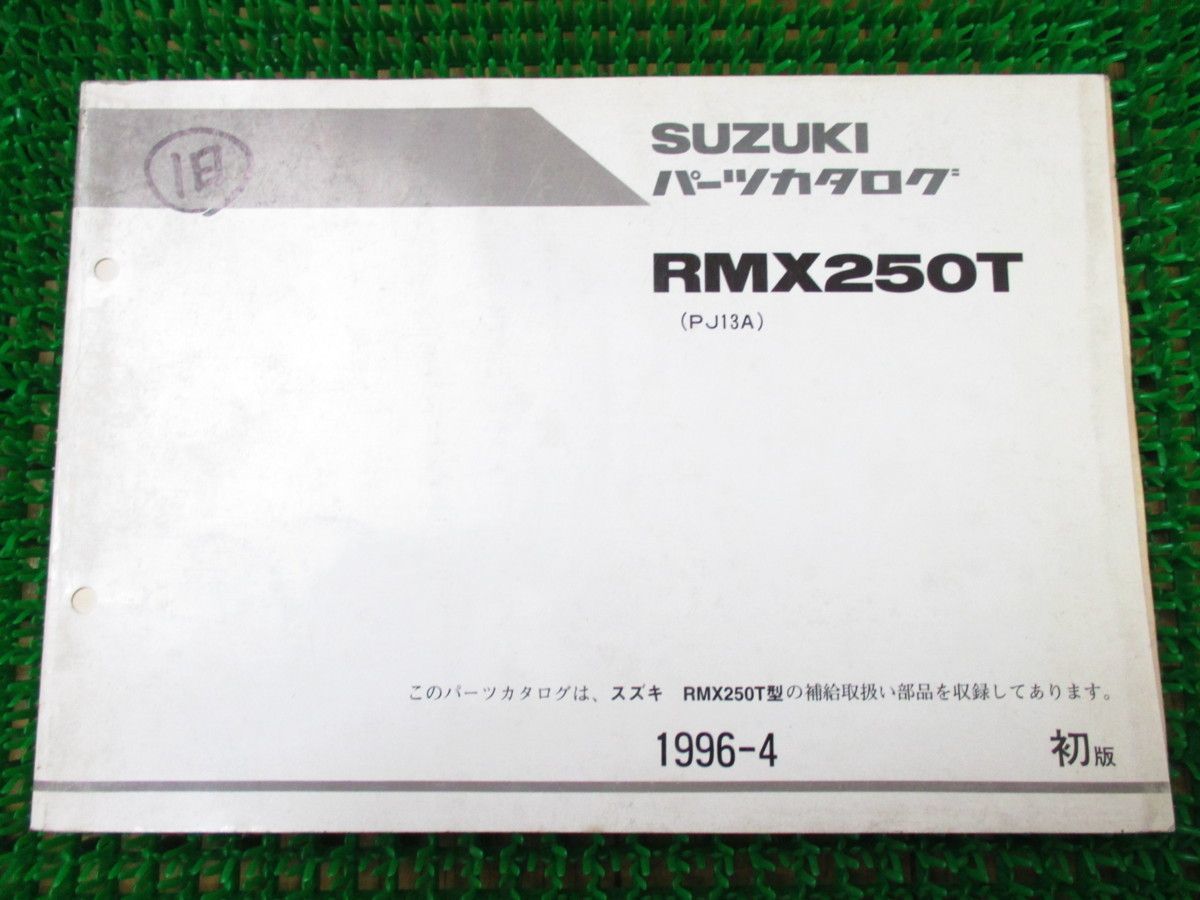 旧
SUZUKI
パーツカタログ
RMX250T
(PJ13A)
このパーツカタログは、スズキ RMX250T型の補給取扱い部品を収録してあります。
1996-4 初版